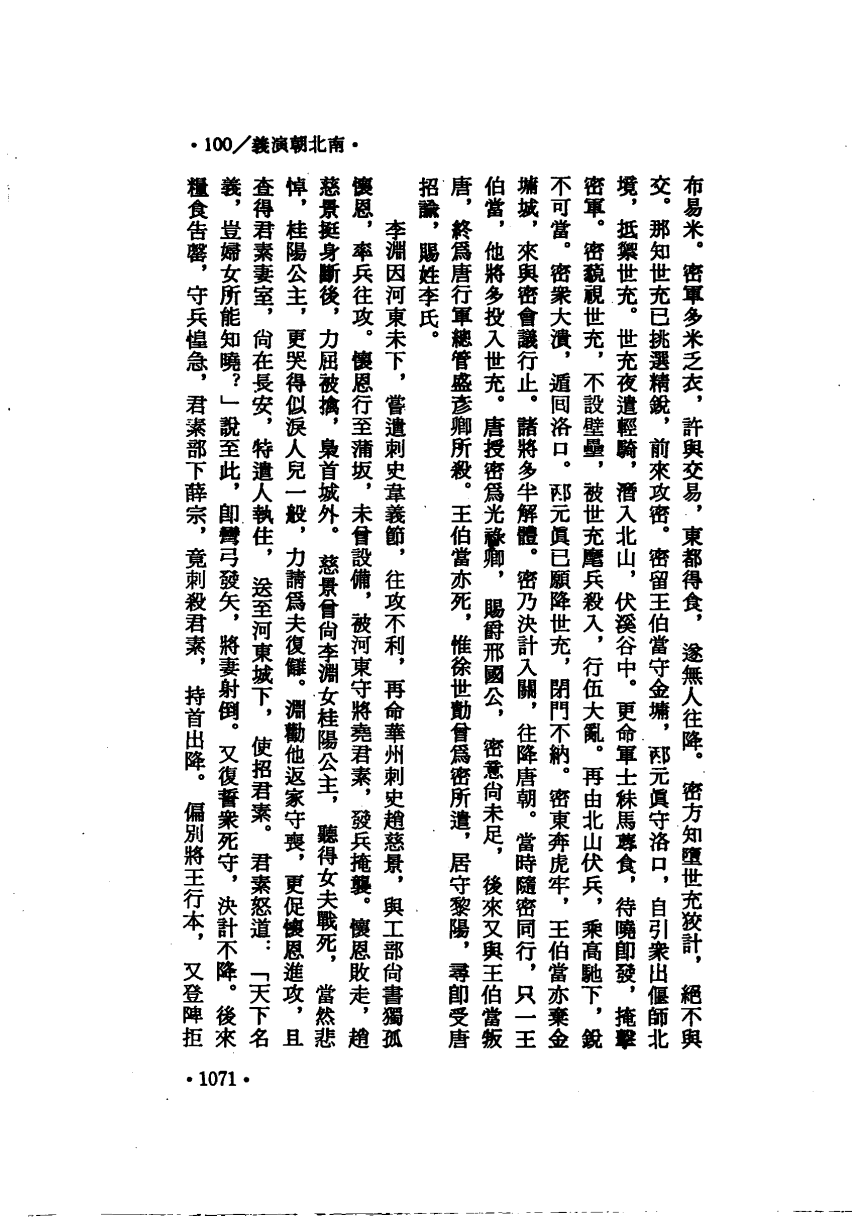 ·100/義演朝北南·
布易米。密軍多米乏衣，許與交易，東都得食，遂無人往降。密方知墮世充狡計，絕不與
交。那知世充已挑選精銳，前來攻密。密留王伯當守金墉，邴元眞守洛口，自引衆出偃師北
境，抵禦世充。世充夜遣輕騎，潛入北山，伏溪谷中。更命軍士秣馬蓐食，待曉卽發，掩擊
密軍。密藐視世充，不設壁壘，被世充麾兵殺入，行伍大亂。再由北山伏兵，乘高馳下，銳
不可當。密衆大潰，遁回洛口。邴元眞已願降世充，閉門不納。密東奔虎牢，王伯當亦棄金
墉城，來與密會議行止。諸將多半解體。密乃決計入關，往降唐朝。當時隨密同行，只一王
伯當，他將多投入世充。唐授密爲光祿卿，賜爵邢國公，密意尙未足，後來又與王伯當叛
唐，終爲唐行軍總管盛彥卿所殺。王伯當亦死，惟徐世勣曾爲密所遣，居守黎陽，尋卽受唐
招諭，賜姓李氏。
李淵因河東未下，嘗遣刺史韋義節，往攻不利，再命華州刺史趙慈景，與工部尙書獨孤
懷恩，率兵往攻。懷恩行至蒲坂，未曾設備，被河東守將堯君素，發兵掩襲。懷恩敗走，趙
慈景挺身斷後，力屈被擒，梟首城外。慈景曾尙李淵女桂陽公主，聽得女夫戰死，當然悲
悼，桂陽公主，更哭得似淚人兒一般，力請爲夫復讎。淵勸他返家守喪，更促懷恩進攻，且
查得君素妻室，尙在長安，特遣人執住，送至河東城下，使招君素。君素怒道：「天下名
義，豈婦女所能知曉？」說至此，卽彎弓發矢，將妻射倒。又復誓衆死守，決計不降。後來
糧食告罄，守兵惶急，君素部下薛宗，竟刺殺君素，持首出降。偏別將王行本，又登陴拒
·1071·